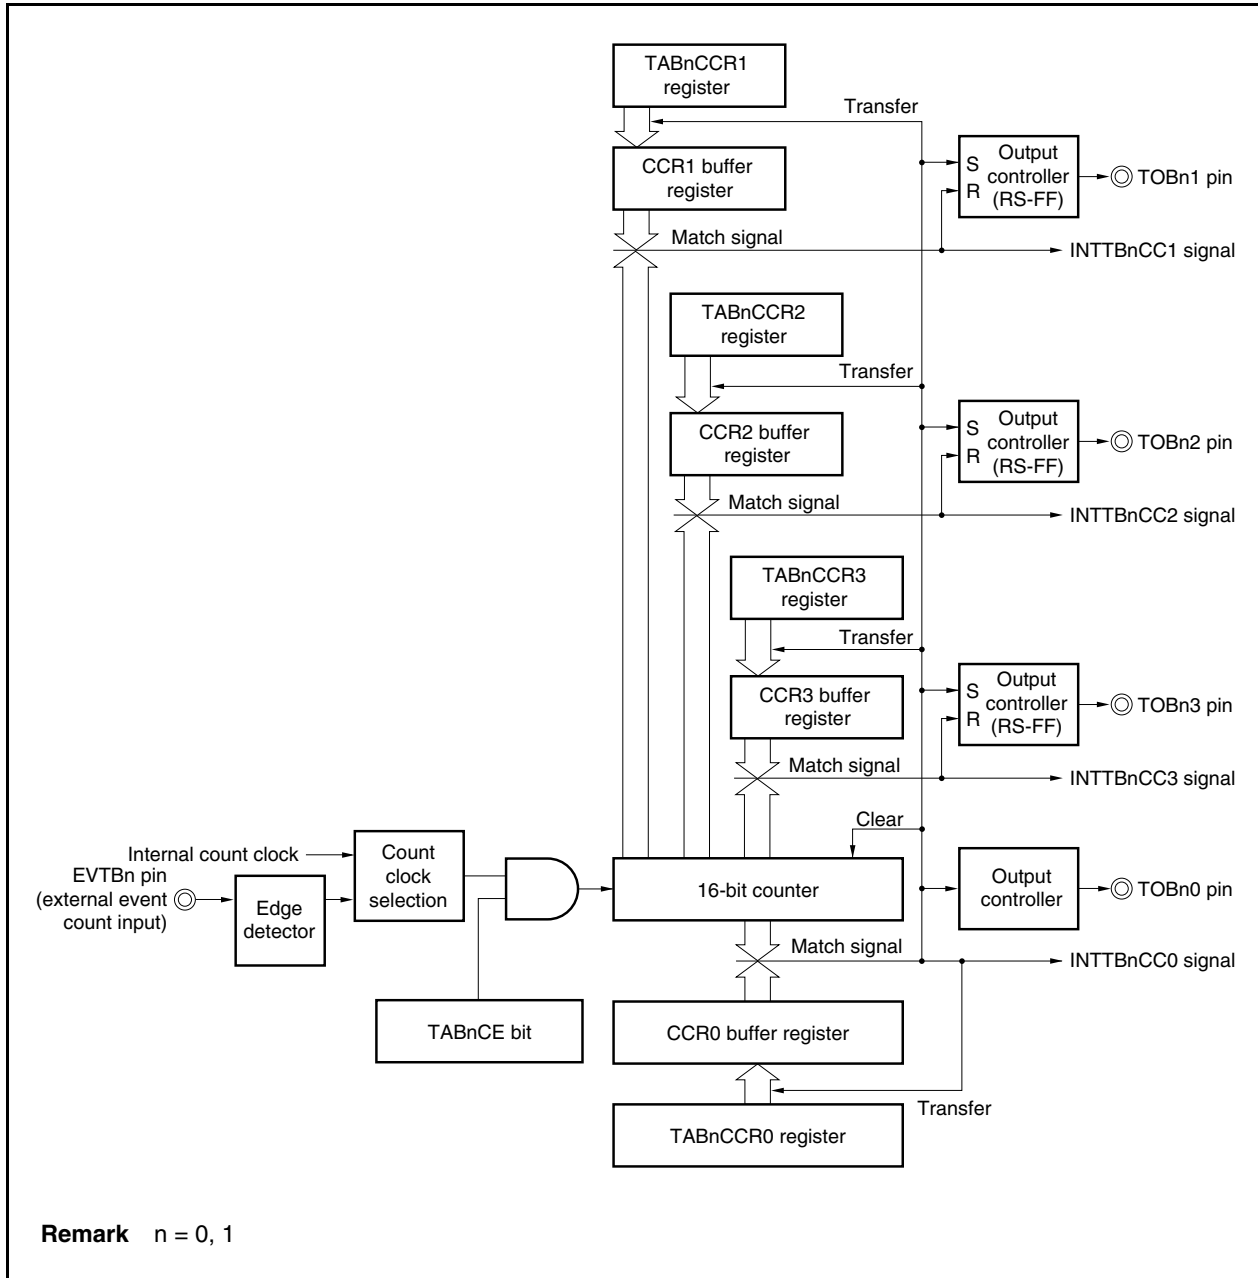 TABnCCR1
register
Transfer
CCR1 buffer
register
S
R
Output
controller
(RS-FF)
TOBn1 pin
Match signal
INTTBnCC1 signal
TABnCCR2
register
Transfer
CCR2 buffer
register
S
R
Output
controller
(RS-FF)
TOBn2 pin
Match signal
INTTBnCC2 signal
TABnCCR3
register
Transfer
CCR3 buffer
register
S
R
Output
controller
(RS-FF)
TOBn3 pin
Match signal
INTTBnCC3 signal
Clear
Internal count clock
EVTBn pin
(external event
count input)
Edge
detector
Count
clock
selection
16-bit counter
Output
controller
TOBn0 pin
Match signal
INTTBnCC0 signal
TABnCE bit
CCR0 buffer register
Transfer
TABnCCR0 register
Remark n = 0, 1